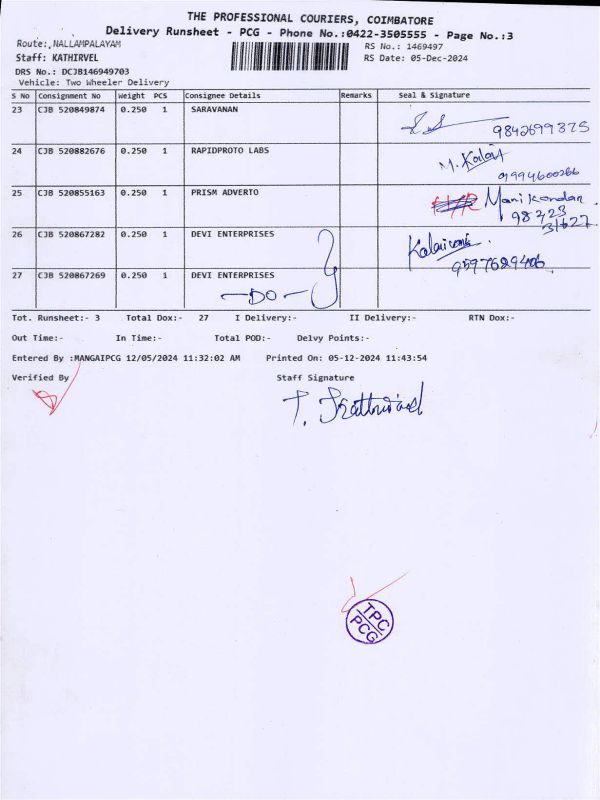 THE PROFESSIONAL COURIERS, COIMBATORE
Delivery Runsheet - PCG - Phone No.:0422-3505555 - Page No.:3
Route:,NALLAMPALAYAM RS No.: 1469497
Staff: KATHIRVEL RS Date: 05-Dec-2024
DRS No.: DCJB146949703
Vehicle: Two Wheeler Delivery
S No Consignment No Weight PCS Consignee Details Remarks Seal & Signature
23 CJB 520849874 0.250 1 SARAVANAN
9842699375
24 CJB 520882676 0.250 1 RAPIDPROTO LABS M. Kalai
9994600266
25 CJB 520855163 0.250 1 PRISM ADVERTO Manikandan
98423
31627
26 CJB 520867282 0.250 1 DEVI ENTERPRISES
9597629406
27 CJB 520867269 0.250 1 DEVI ENTERPRISES
-DO-
Tot. Runsheet:- 3 Total Dox:- 27 I Delivery:- II Delivery:- RTN Dox:-
Out Time:- In Time:- Total POD:- Delvy Points:-
Entered By :MANGAIPCG 12/05/2024 11:32:02 AM Printed On: 05-12-2024 11:43:54
Verified By Staff Signature
TPC
PCG